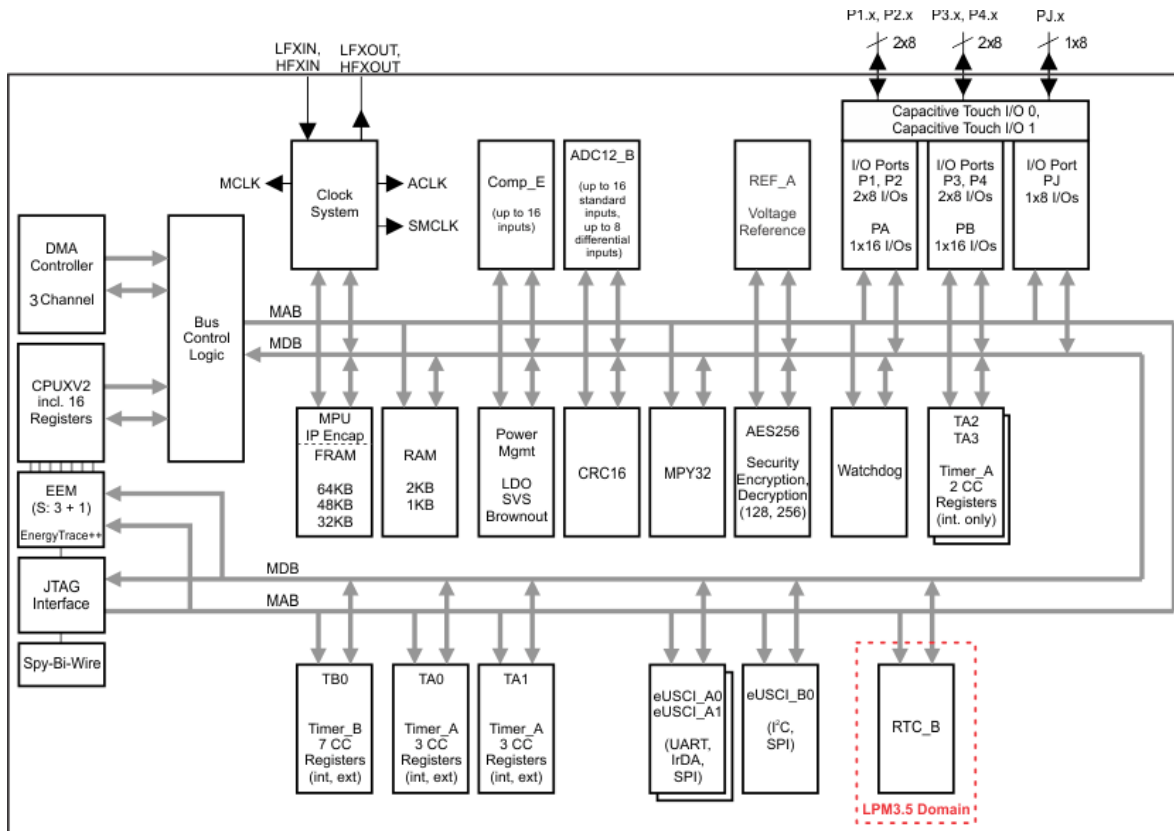 P1.x, P2.x
P3.x, P4.x
PJ.x
2x8
2x8
1x8
LFXIN,
HFXIN
LFXOUT,
HFXOUT
Capacitive Touch I/O 0,
Capacitive Touch I/O 1
MCLK
Clock
System
ACLK
SMCLK
Comp_E
(up to 16
inputs)
ADC12_B
(up to 16
standard
inputs,
up to 8
differential
inputs)
REF_A
Voltage
Reference
I/O Ports
P1, P2
2x8 I/Os
PA
1x16 I/Os
I/O Ports
P3, P4
2x8 I/Os
PB
1x16 I/Os
I/O Port
PJ
1x8 I/Os
DMA
Controller
3 Channel
Bus
Control
Logic
MAB
MDB
CPUXV2
incl. 16
Registers
MPU
IP Encap
FRAM
64KB
48KB
32KB
RAM
2KB
1KB
Power
Mgmt
LDO
SVS
Brownout
CRC16
MPY32
AES256
Security
Encryption,
Decryption
(128, 256)
Watchdog
TA2
TA3
Timer_A
2 CC
Registers
(int. only)
EEM
(S: 3 + 1)
EnergyTrace++
JTAG
Interface
MDB
MAB
Spy-Bi-Wire
TB0
Timer_B
7 CC
Registers
(int, ext)
TA0
Timer_A
3 CC
Registers
(int, ext)
TA1
Timer_A
3 CC
Registers
(int, ext)
eUSCI_A0
eUSCI_A1
(UART,
IrDA,
SPI)
eUSCI_B0
(I²C,
SPI)
RTC_B
LPM3.5 Domain